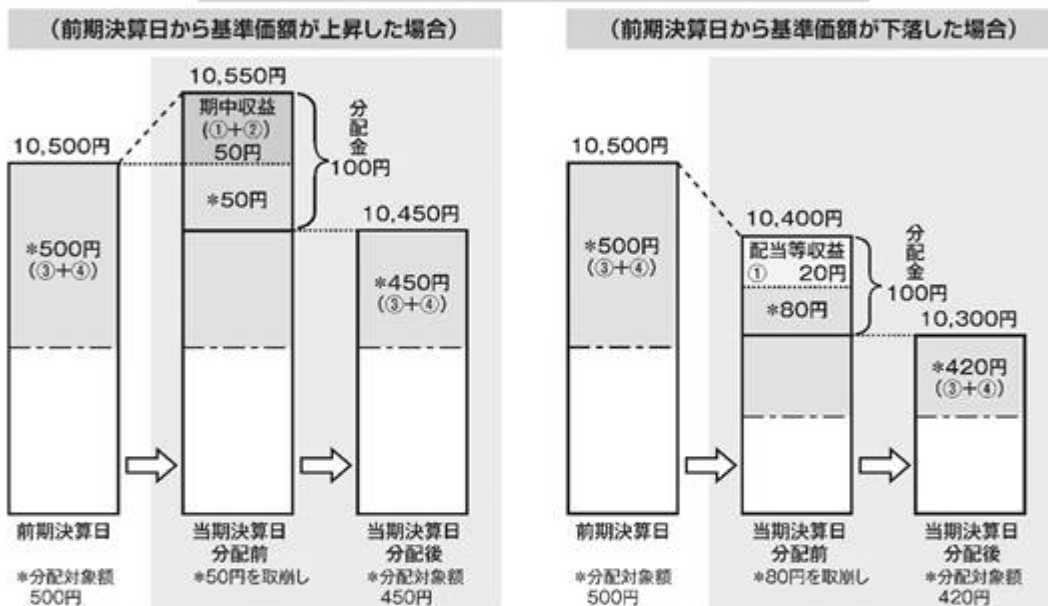 (前期決算日から基準価額が上昇した場合)
10,550円
期中収益
(①+②)
50円
*50円
分配金
100円
10,500円
*500円
(③+④)
10,450円
*450円
(③+④)
前期決算日
当期決算日
分配前
当期決算日
分配後
*分配対象額
500円
*50円を取崩し
*分配対象額
450円
(前期決算日から基準価額が下落した場合)
10,500円
*500円
(③+④)
10,400円
配当等収益
① 20円
*80円
分配金
100円
10,300円
*420円
(③+④)
前期決算日
当期決算日
分配前
当期決算日
分配後
*分配対象額
500円
*80円を取崩し
*分配対象額
420円